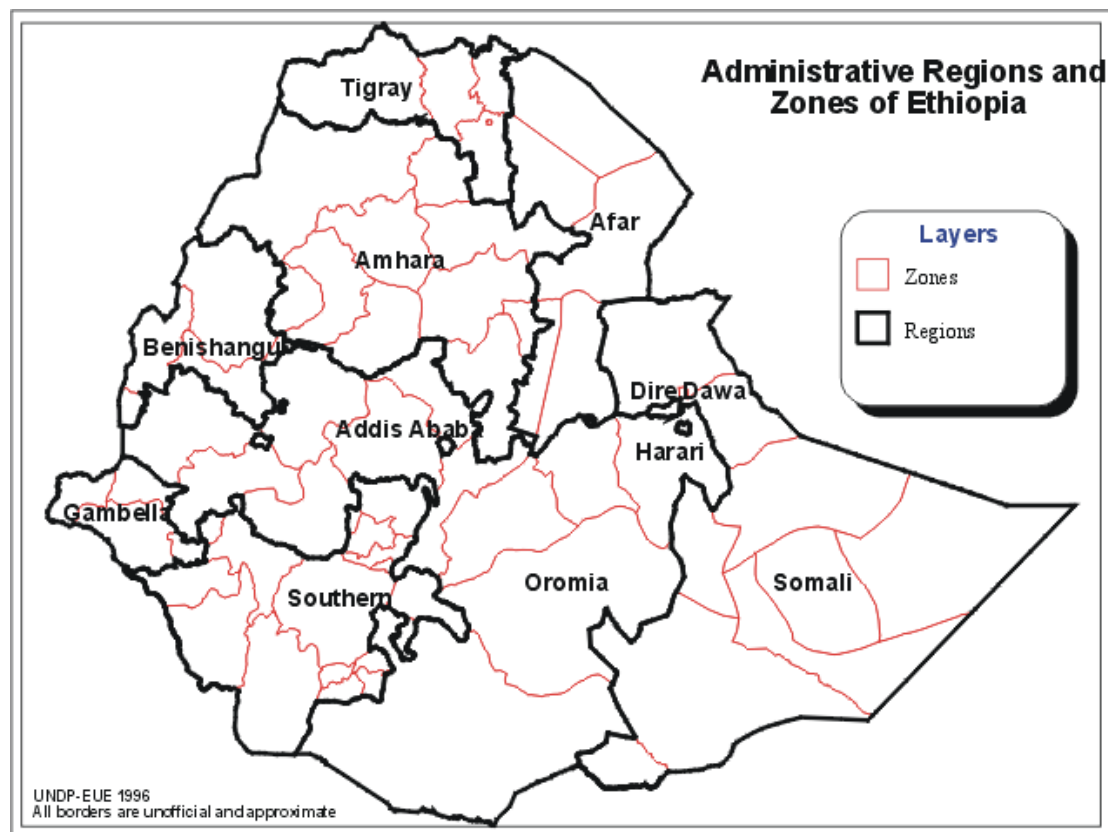 Administrative Regions and
Zones of Ethiopia
Tigray
Afar
Layers
Zones
Regions
Amhara
Benishangu
Dire Dawa
Addis Abab
Harari
Gambella
Oromia
Somali
Southern
UNDP-EUE 1996
All borders are unofficial and approximate